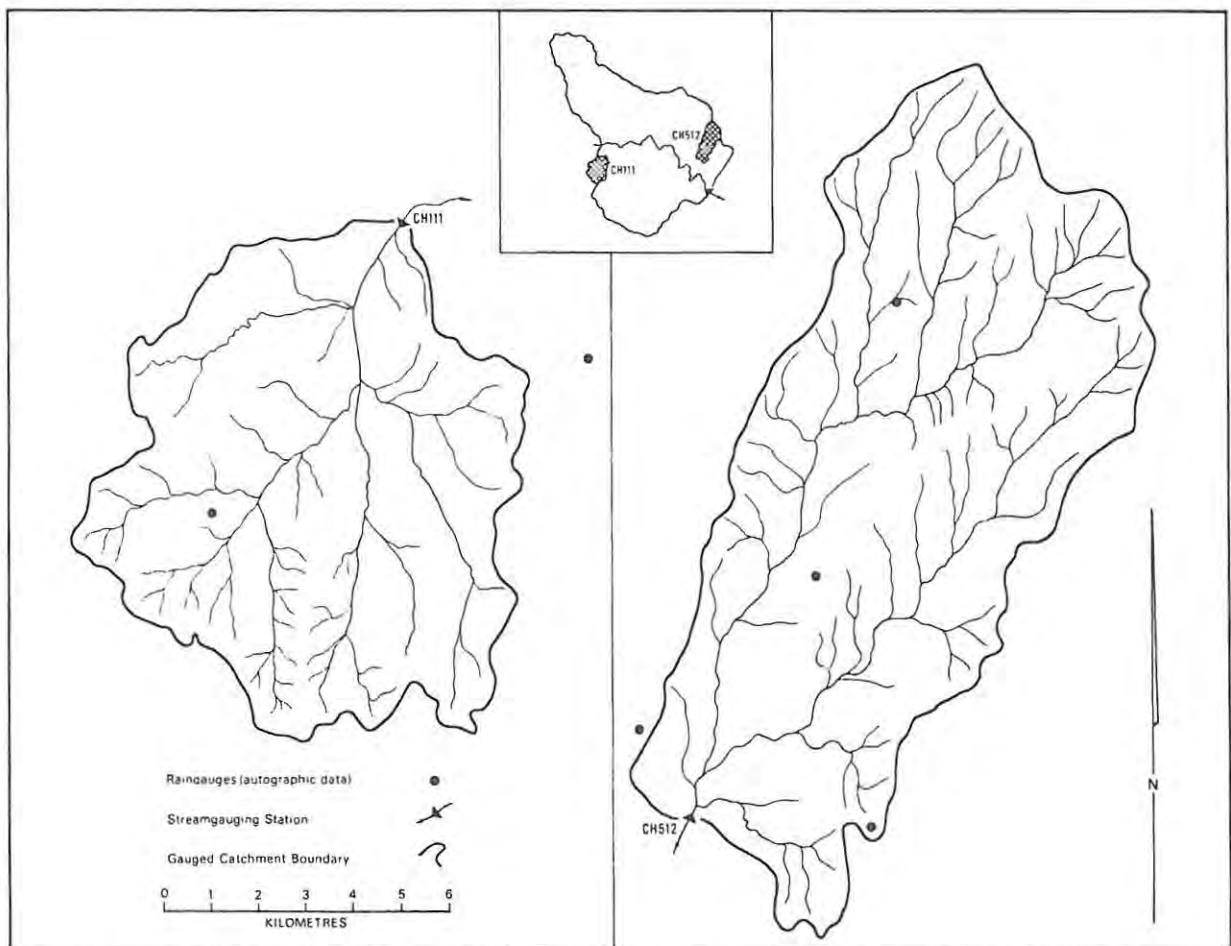 CH512
CH111
CH111
CH512
N
Raingauges (autographic data)
Streamgauging Station
Gauged Catchment Boundary
0 1 2 3 4 5 6
KILOMETRES